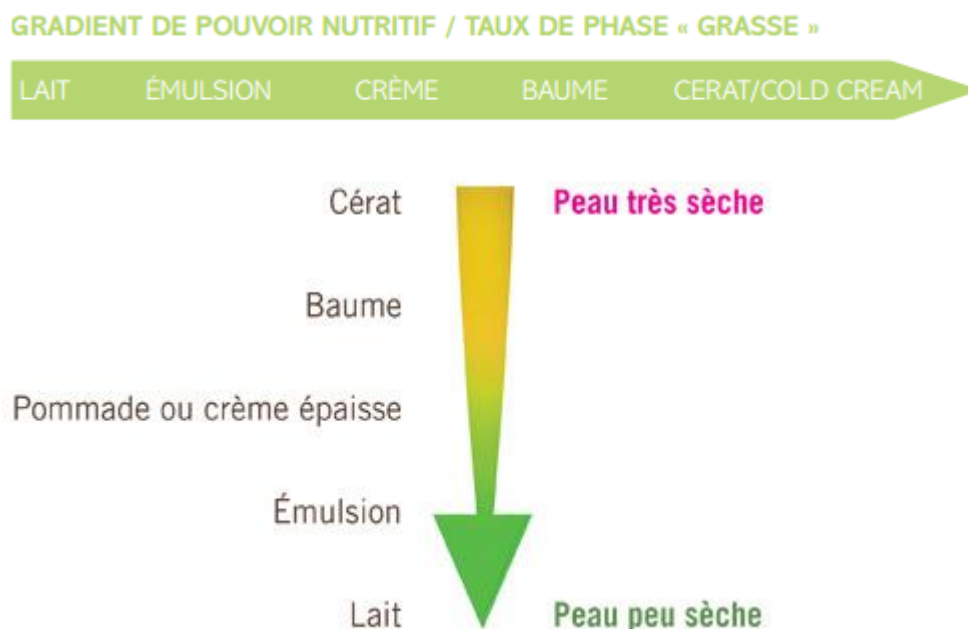 GRADIENT DE POUVOIR NUTRITIF / TAUX DE PHASE « GRASSE »
LAIT ÉMULSION CRÈME BAUME CERAT/COLD CREAM
Cérat Peau très sèche
Baume
Pommade ou crème épaisse
Émulsion
Lait Peau peu sèche